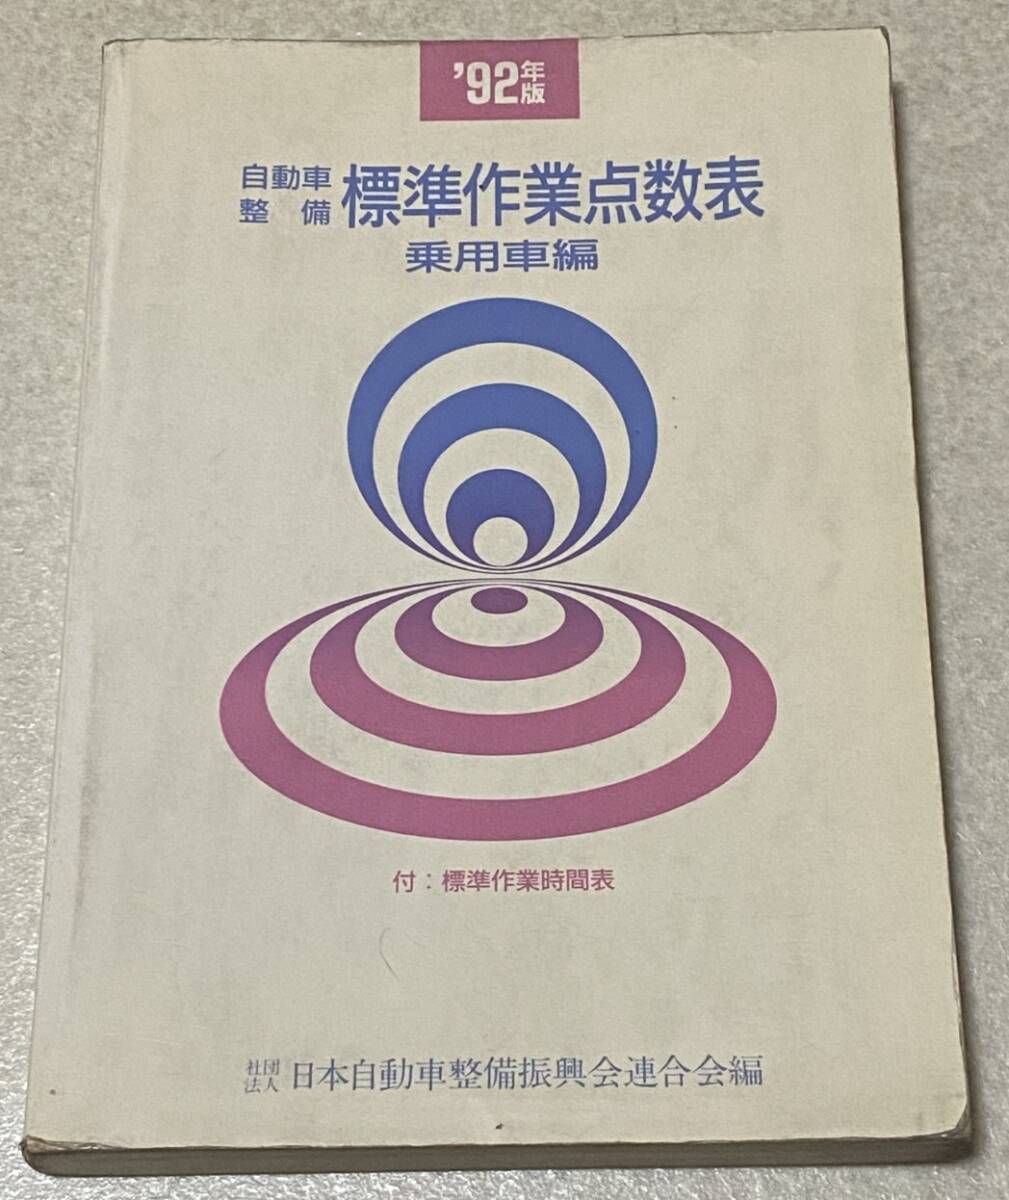 '92年版
自動車整備 標準作業点数表
乗用車編
付：標準作業時間表
社団法人 日本自動車整備振興会連合会編